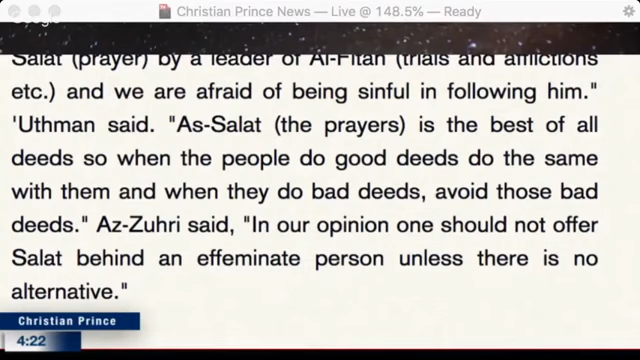 Christian Prince News — Live @ 148.5% — Ready
Salat (prayer) by a leader of Al-Fitan (trials and afflictions
etc.) and we are afraid of being sinful in following him."
'Uthman said. "As-Salat (the prayers) is the best of all
deeds so when the people do good deeds do the same
with them and when they do bad deeds, avoid those bad
deeds." Az-Zuhri said, "In our opinion one should not offer
Salat behind an effeminate person unless there is no
alternative."
Christian Prince
4:22